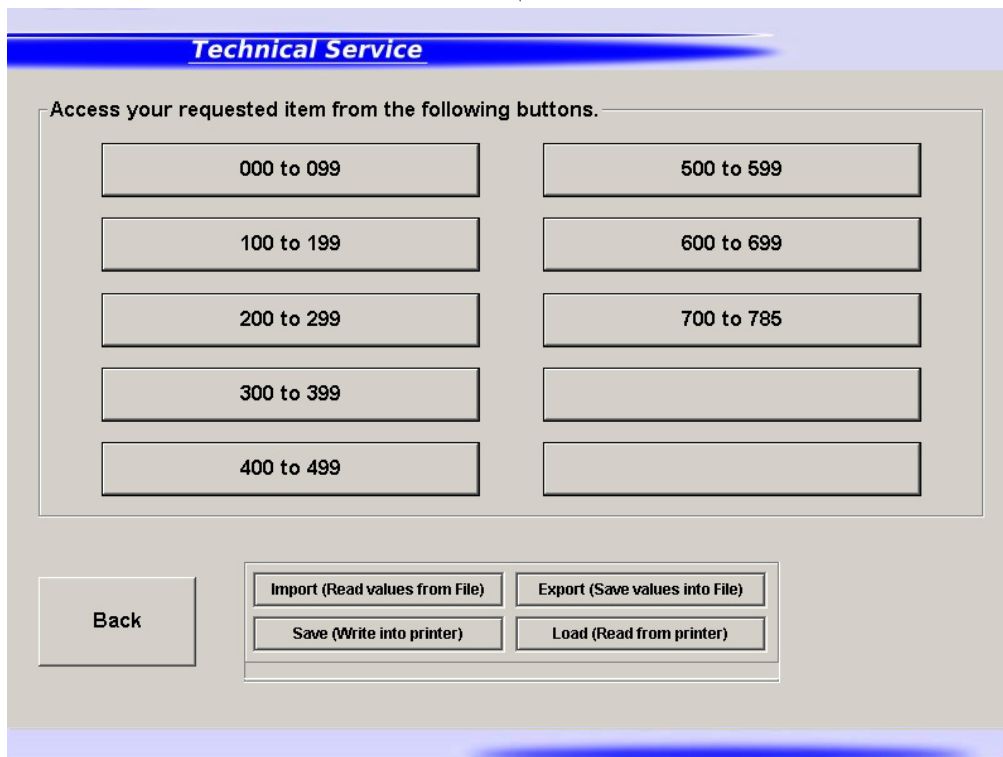 Technical Service
Access your requested item from the following buttons.
000 to 099
500 to 599
100 to 199
600 to 699
200 to 299
700 to 785
300 to 399
400 to 499
Import (Read values from File)
Export (Save values into File)
Back
Save (Write into printer)
Load (Read from printer)